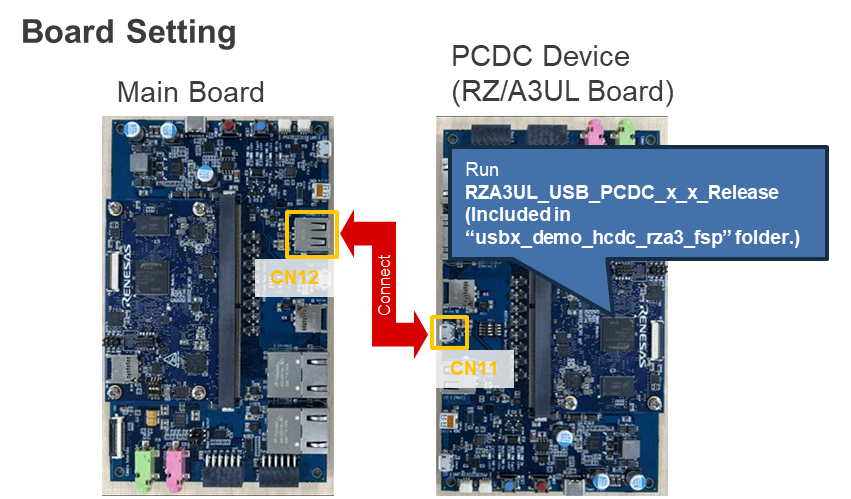 Board Setting
Main Board
PCDC Device
(RZ/A3UL Board)
Run
RZA3UL_USB_PCDC_x_x_Release
(Included in
“usbx_demo_hcdc_rza3_fsp” folder.)
CN12
Connect
CN11
RENESAS
RENESAS